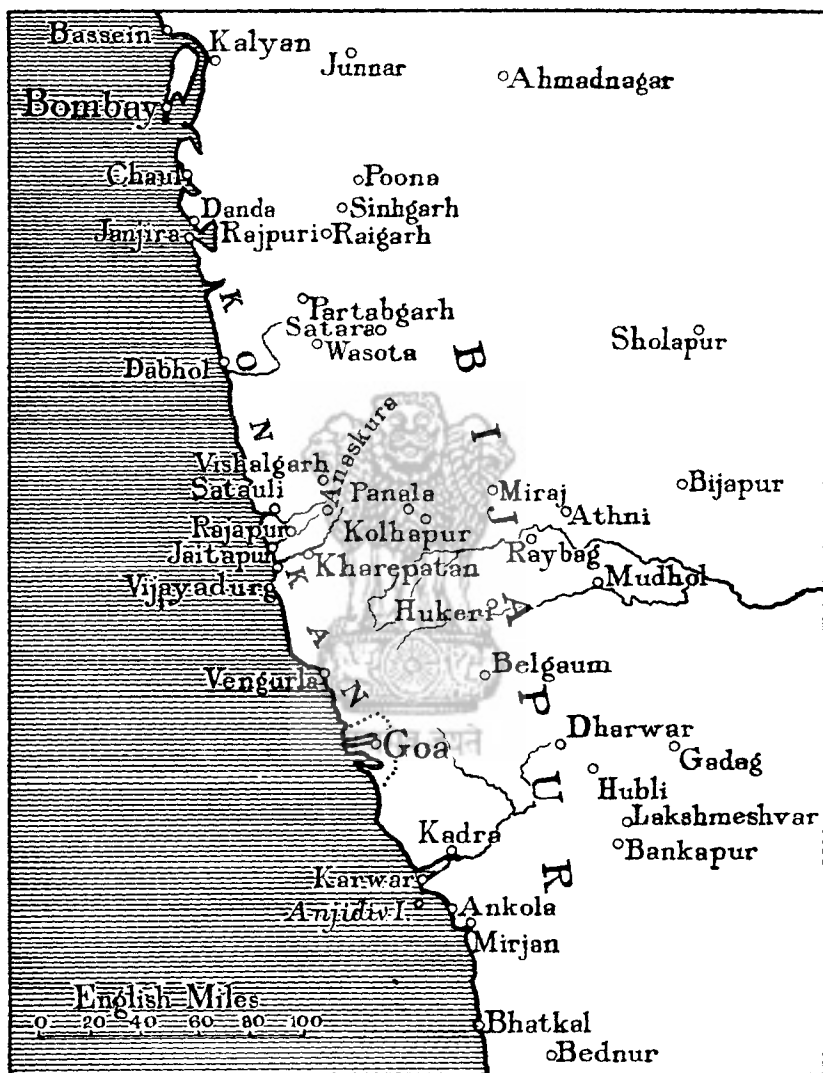 Bassein
Kalyan
Junnar
Ahmadnagar
Bombay
Chaul
Poona
Danda
Sinhgarh
Janjira
Rajpuri
Raigarh
KONKAN
Partabgarh
Satara
Wasota
Sholapur
Dabhol
BIJAPUR
Vishalgarh
Anaskura
Satauli
Panala
Miraj
Bijapur
Athni
Rajapur
Kolhapur
Raybag
Jaitapur
Kharepatan
Mudhol
Vijayadurg
Hukeri
Vengurla
Belgaum
Goa
Dharwar
Gadag
Hubli
Lakshmeshvar
Kadra
Bankapur
Karwar
Anjidiv I.
Ankola
Mirjan
English Miles
0 20 40 60 80 100
Bhatkal
Bednur